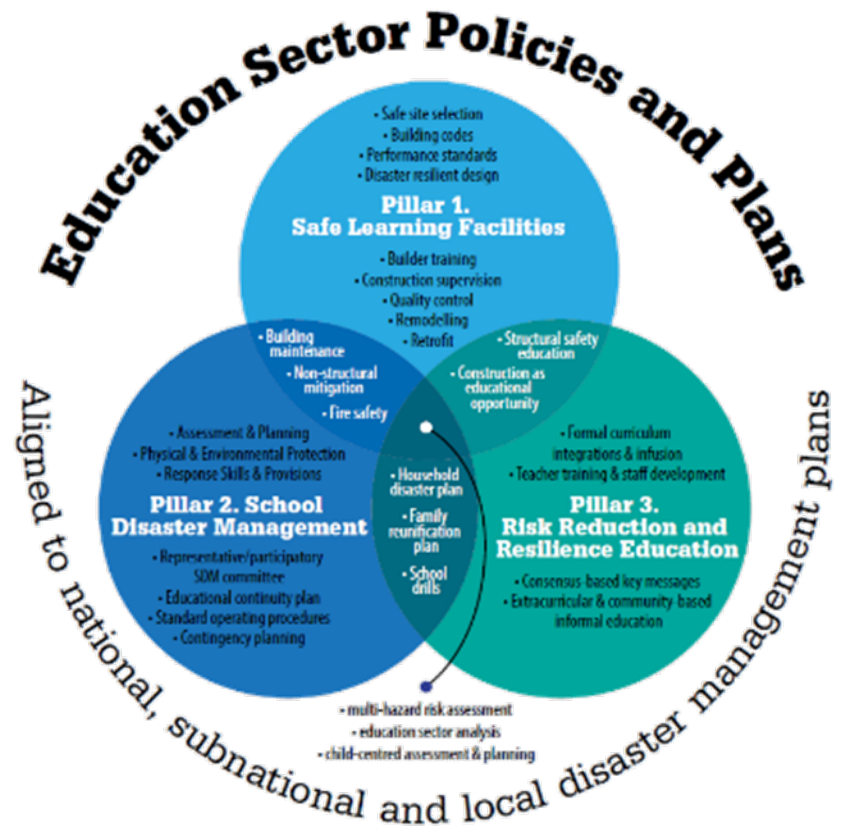 Education Sector Policies and Plans
• Safe site selection
• Building codes
• Performance standards
• Disaster resilient design
Pillar 1.
Safe Learning Facilities
• Builder training
• Construction supervision
• Quality control
• Remodelling
• Retrofit
• Building
maintenance
• Non-structural
mitigation
• Fire safety
• Structural safety
education
• Construction as
educational
opportunity
• Assessment & Planning
• Physical & Environmental Protection
• Response Skills & Provisions
Pillar 2. School
Disaster Management
• Representative/participatory
SDM committee
• Educational continuity plan
• Standard operating procedures
• Contingency planning
• Household
disaster plan
• Family
reunification
plan
• School
drills
• Formal curriculum
integrations & infusion
• Teacher training & staff development
Pillar 3.
Risk Reduction and
Resilience Education
• Consensus-based key messages
• Extracurricular & community-based
informal education
• multi-hazard risk assessment
• education sector analysis
• child-centred assessment & planning
Aligned to national, subnational and local disaster management plans